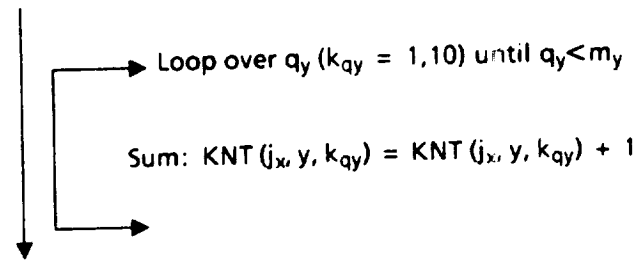 Loop over qy (kqy = 1,10) until qy<my
Sum: KNT (jx, y, kqy) = KNT (jx, y, kqy) + 1